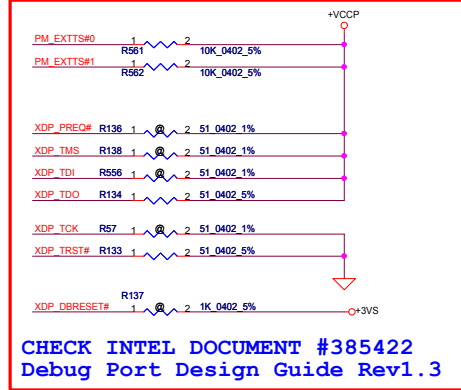 +VCCP
PM_EXTTS#0 1 2
R561 10K_0402_5%
PM_EXTTS#1 1 2
R562 10K_0402_5%
XDP_PREQ# R136 1 @ 2 51_0402_1%
XDP_TMS R138 1 @ 2 51_0402_1%
XDP_TDI R556 1 @ 2 51_0402_1%
XDP_TDO R134 1 2 51_0402_5%
XDP_TCK R57 1 @ 2 51_0402_1%
XDP_TRST# R133 1 2 51_0402_5%
R137
XDP_DBRESET# 1 @ 2 1K_0402_5% +3VS
CHECK INTEL DOCUMENT #385422
Debug Port Design Guide Rev1.3